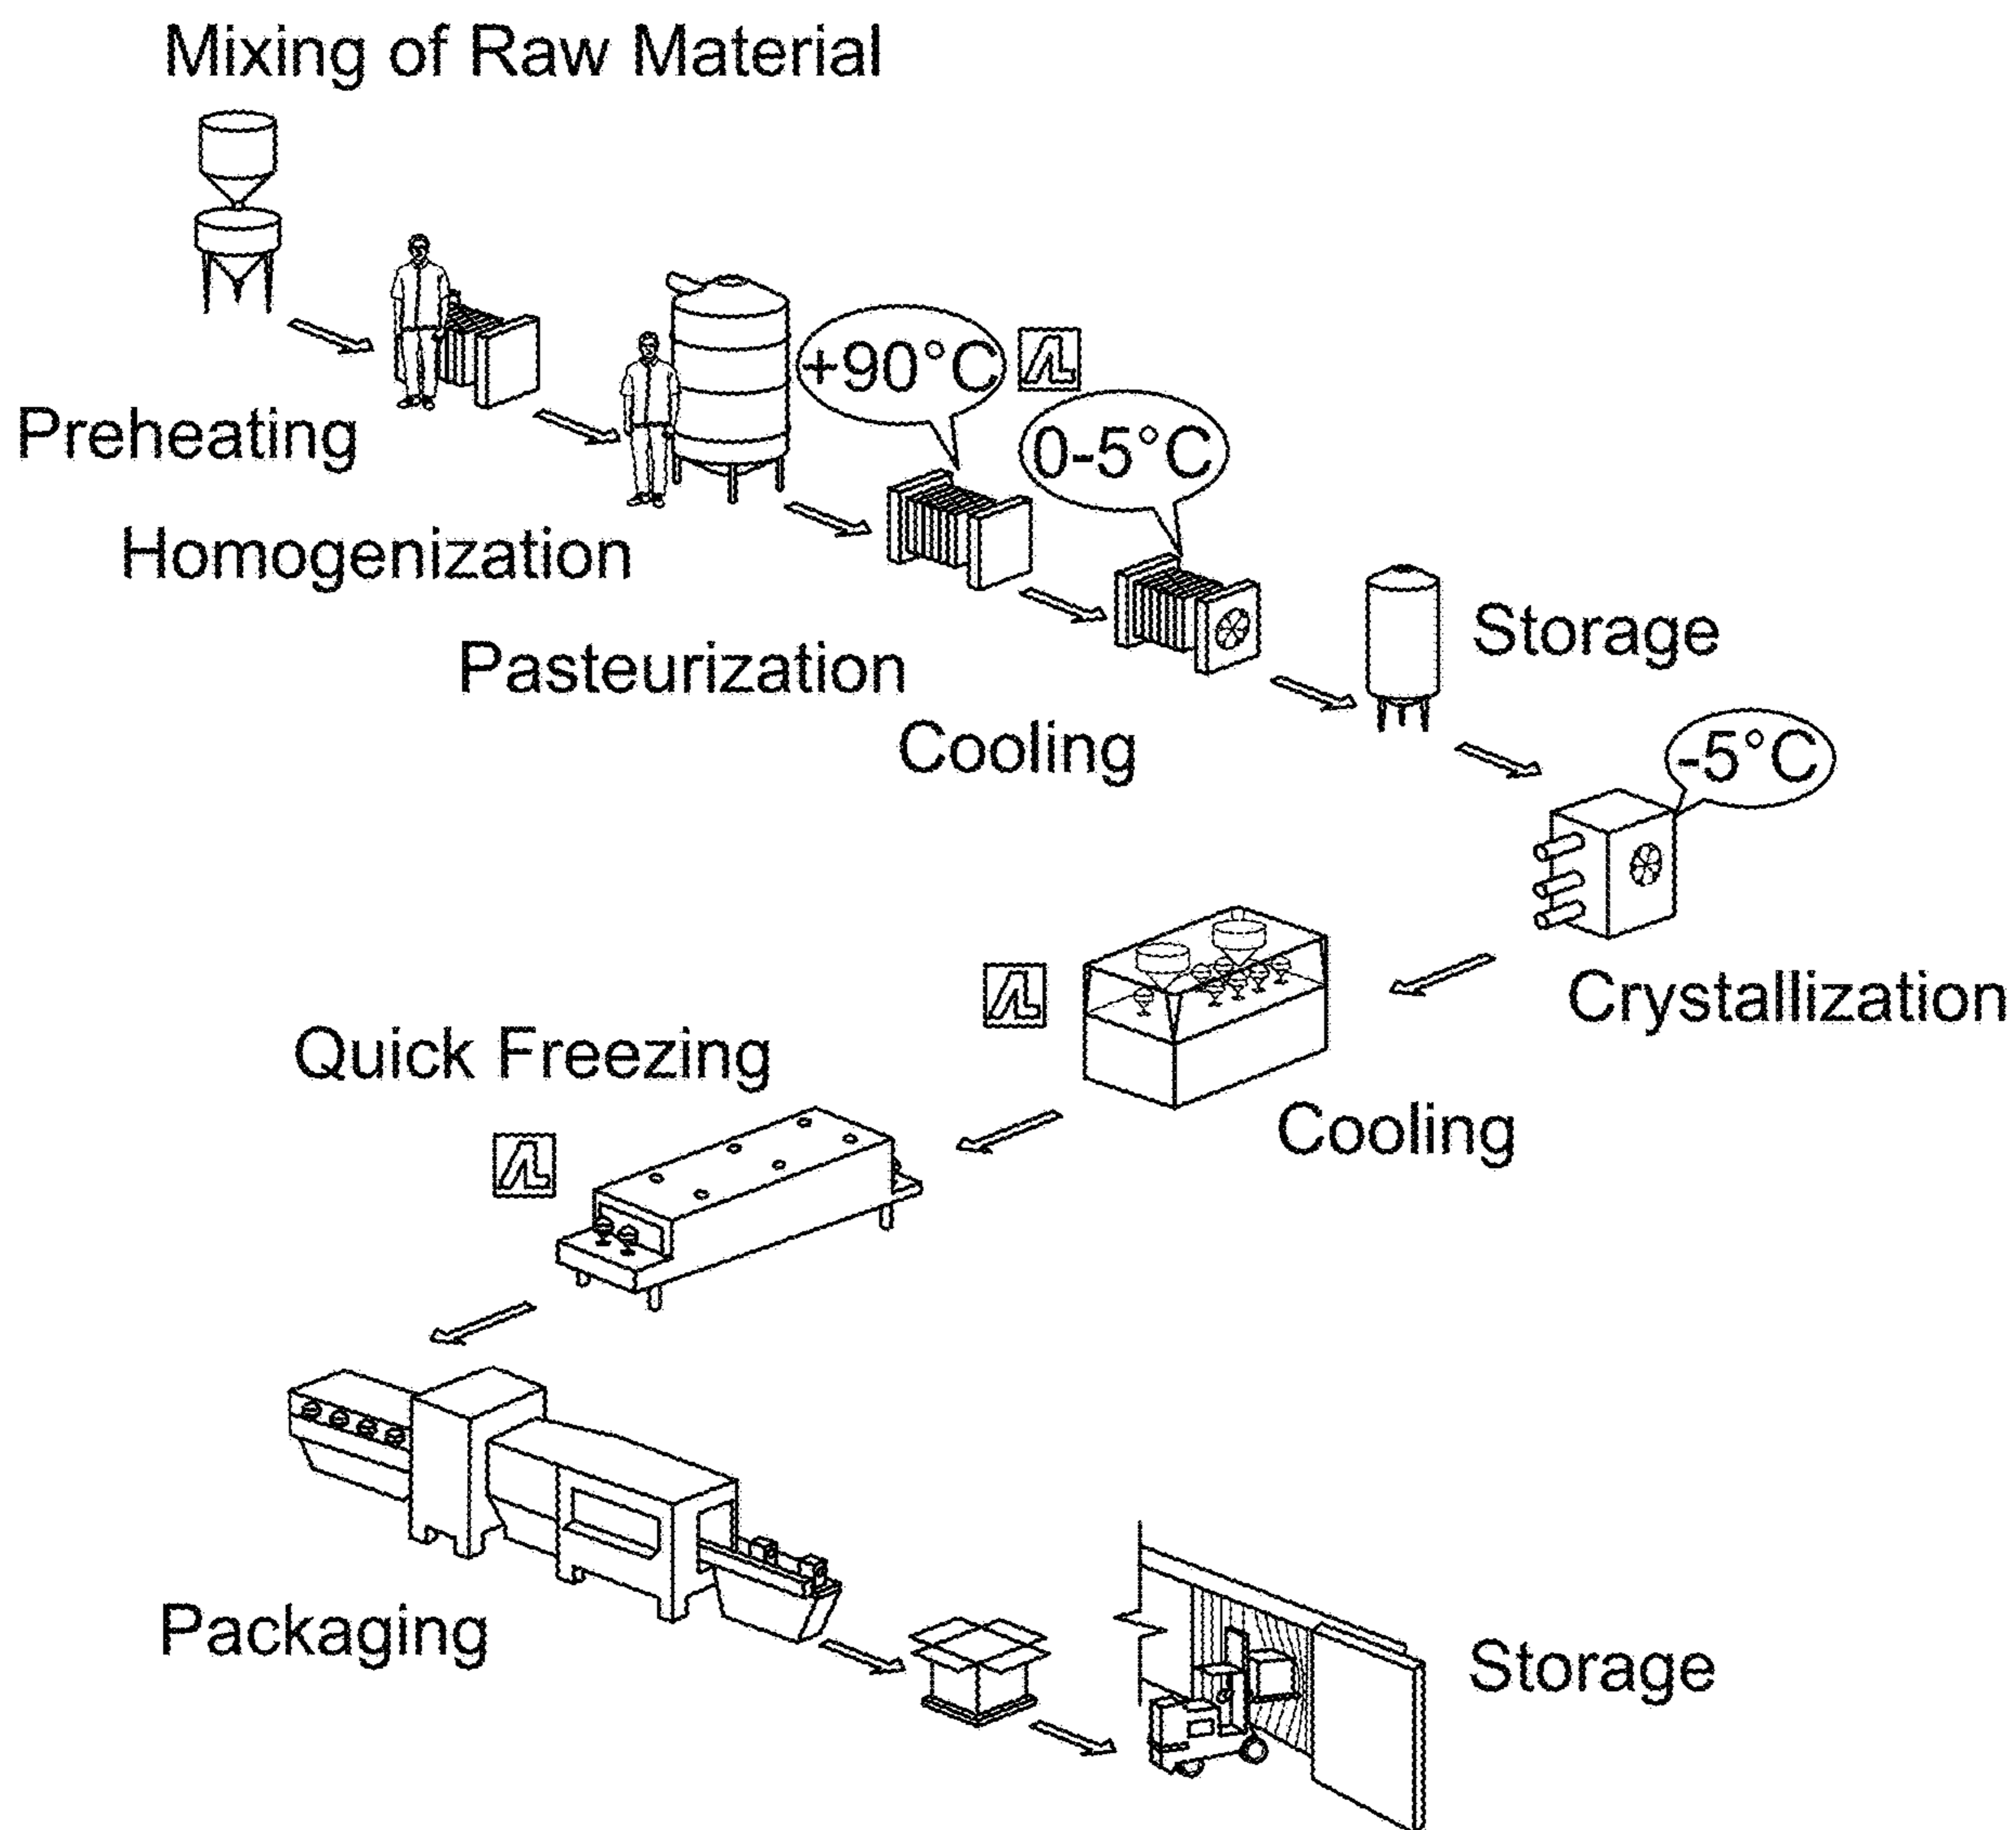 Mixing of Raw Material
Preheating
+90°C
Homogenization
0-5°C
Pasteurization
Storage
Cooling
-5°C
Crystallization
Quick Freezing
Cooling
Packaging
Storage